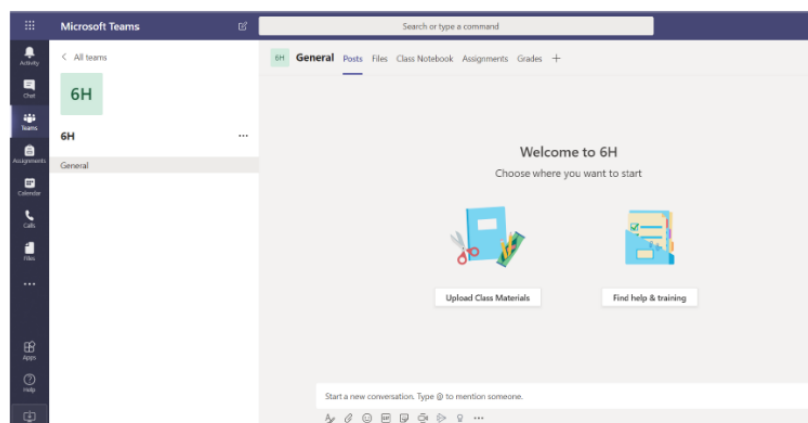 Microsoft Teams
Search or type a command
Activity
Chat
Teams
Assignments
Calendar
Calls
Files
...
Apps
Help
< All teams
6H
6H
...
General
6H General Posts Files Class Notebook Assignments Grades +
Welcome to 6H
Choose where you want to start
Upload Class Materials
Find help & training
Start a new conversation. Type @ to mention someone.
GIF
...